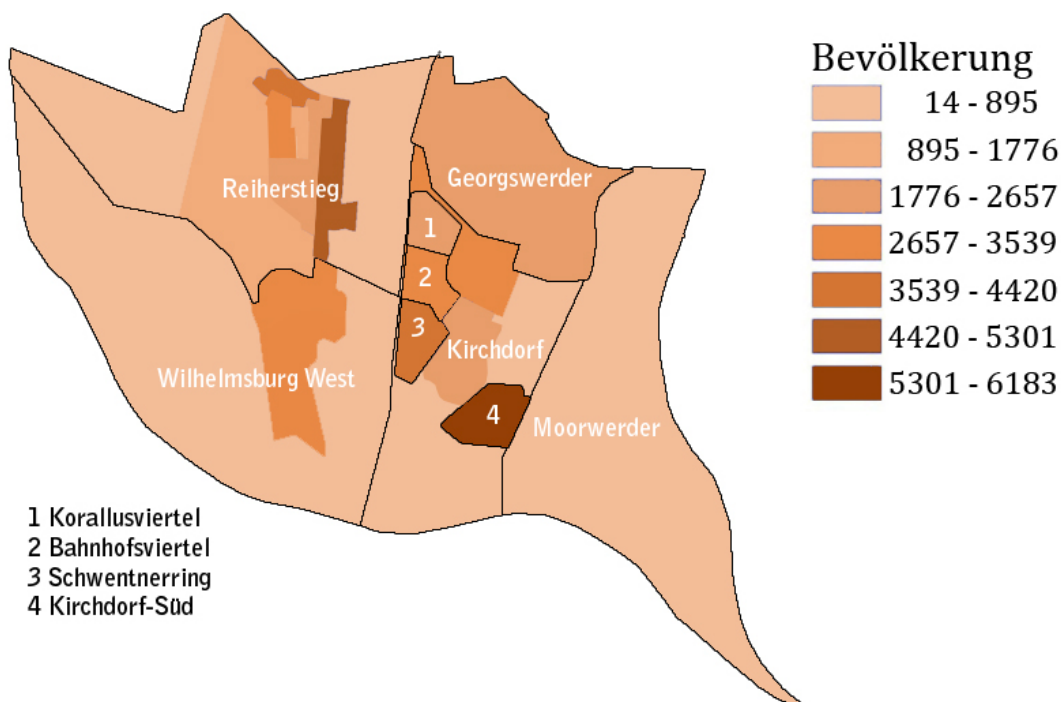 Bevölkerung
14 - 895
895 - 1776
1776 - 2657
2657 - 3539
3539 - 4420
4420 - 5301
5301 - 6183
Reiherstieg
Georgswerder
1
2
3
Kirchdorf
Wilhelmsburg West
4
Moorwerder
1 Korallusviertel
2 Bahnhofsviertel
3 Schwentnerring
4 Kirchdorf-Süd